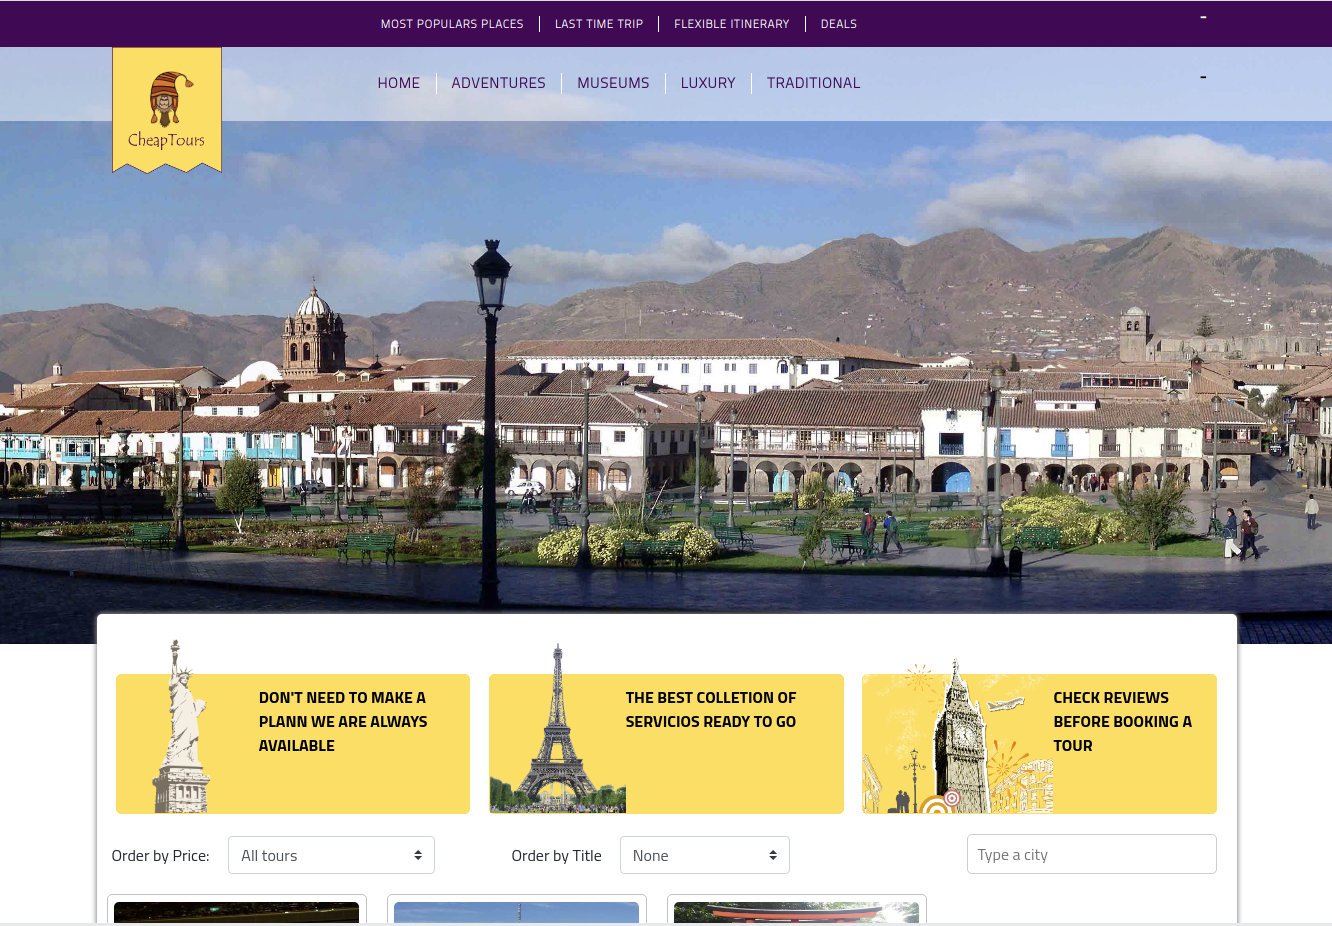 MOST POPULARS PLACES
LAST TIME TRIP
FLEXIBLE ITINERARY
DEALS
-
HOME
ADVENTURES
MUSEUMS
LUXURY
TRADITIONAL
-
CheapTours
DON'T NEED TO MAKE A
PLANN WE ARE ALWAYS
AVAILABLE
THE BEST COLLETION OF
SERVICIOS READY TO GO
CHECK REVIEWS
BEFORE BOOKING A
TOUR
Order by Price:
All tours
Order by Title
None
Type a city